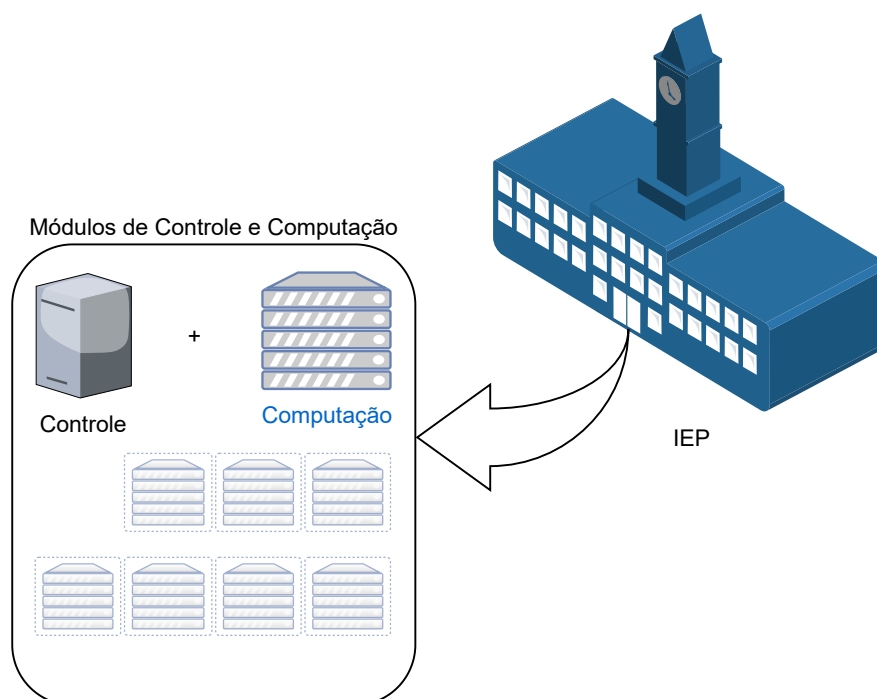 Módulos de Controle e Computação
+
Controle
Computação
IEP